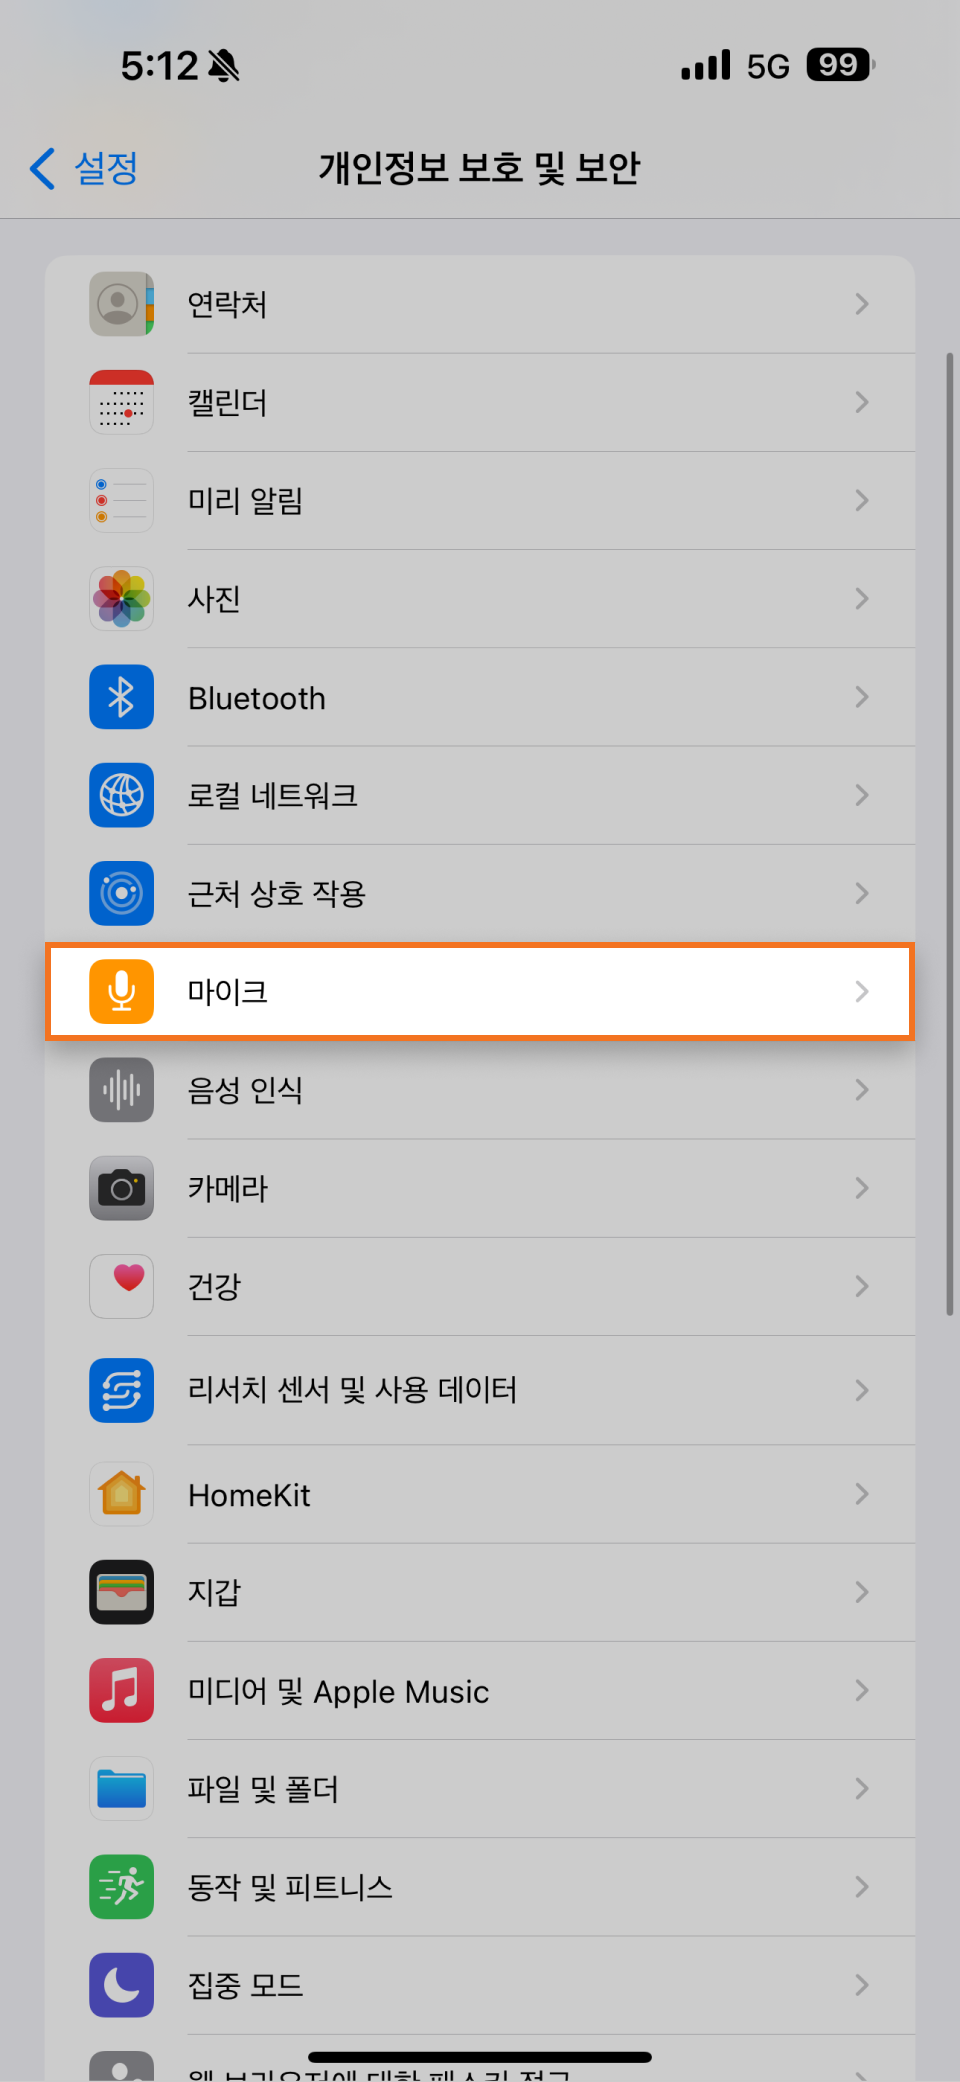 5:12 5G 99
설정 개인정보 보호 및 보안
연락처
캘린더
미리 알림
사진
Bluetooth
로컬 네트워크
근처 상호 작용
마이크
음성 인식
카메라
건강
리서치 센서 및 사용 데이터
HomeKit
지갑
미디어 및 Apple Music
파일 및 폴더
동작 및 피트니스
집중 모드